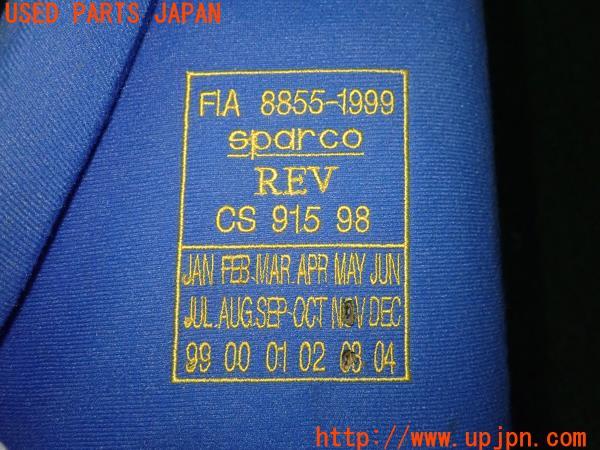 USED PARTS JAPAN
FIA 8855-1999
sparco
REV
CS 915 98
JAN FEB-MAR.APR MAY JUN
JUL.AUG.SEP-OCT NOV DEC
99 00 01 02 03 04
http://www.upjpn.com